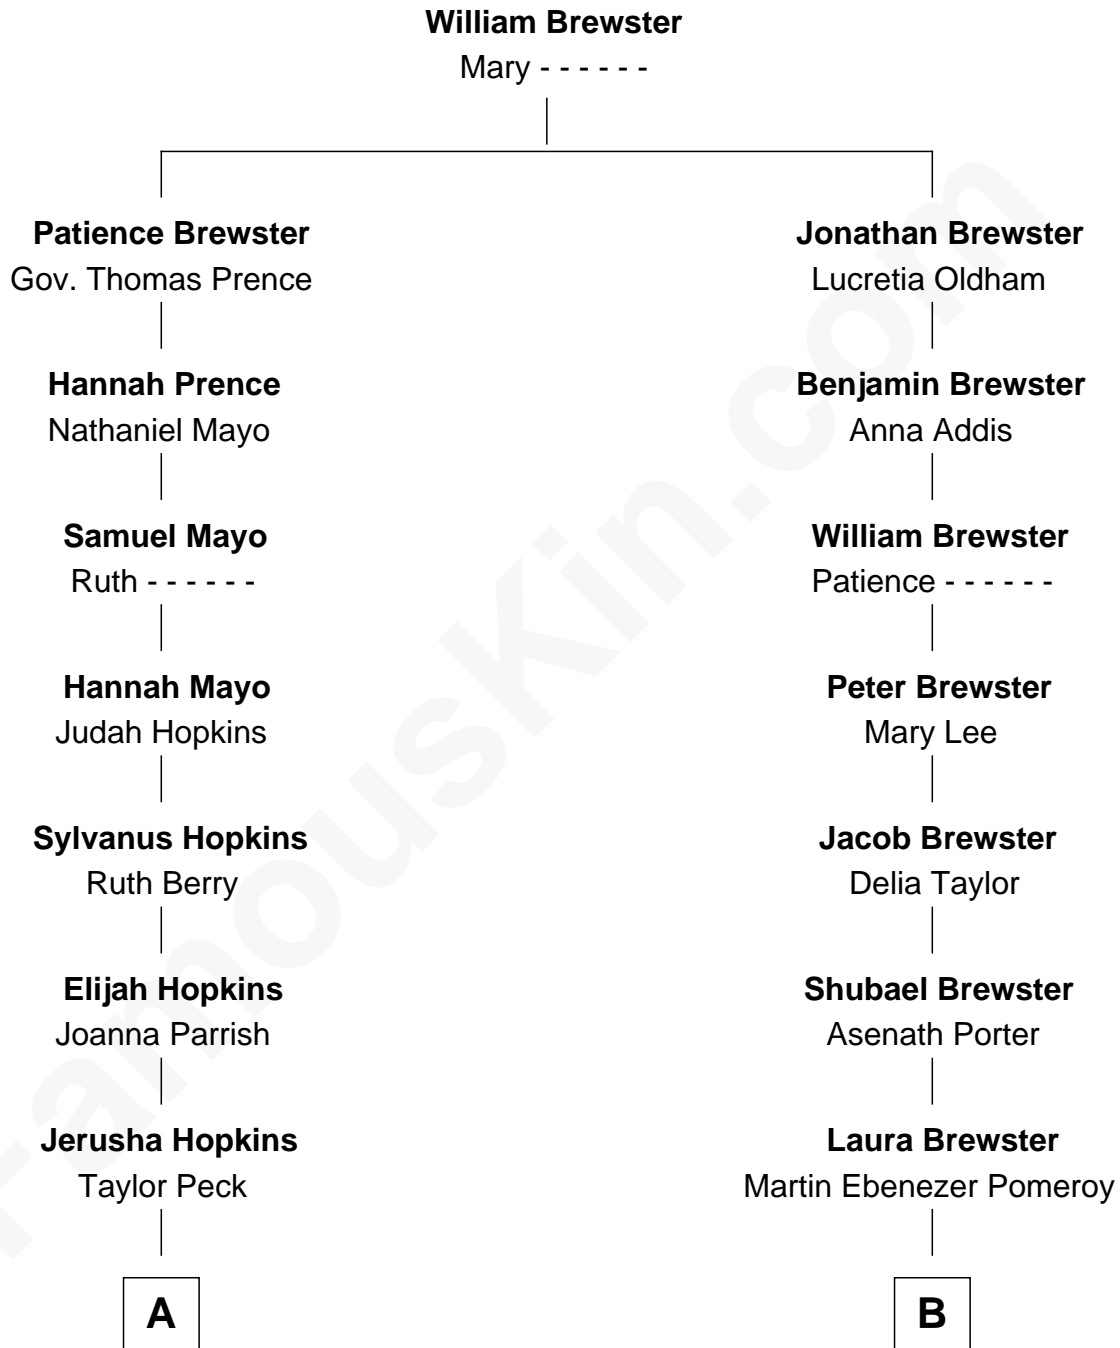 William Brewster
Mary - - - - - -
Patience Brewster
Gov. Thomas Prence
Jonathan Brewster
Lucretia Oldham
Hannah Prence
Nathaniel Mayo
Benjamin Brewster
Anna Addis
Samuel Mayo
Ruth - - - - - -
William Brewster
Patience - - - - - -
Hannah Mayo
Judah Hopkins
Peter Brewster
Mary Lee
Sylvanus Hopkins
Ruth Berry
Jacob Brewster
Delia Taylor
Elijah Hopkins
Joanna Parrish
Shubael Brewster
Asenath Porter
Jerusha Hopkins
Taylor Peck
Laura Brewster
Martin Ebenezer Pomeroy
A
B
FamousKin.com